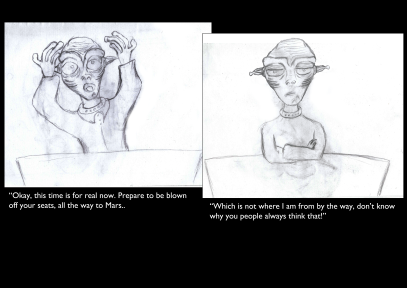 “Okay, this time is for real now. Prepare to be blown
off your seats, all the way to Mars..
“Which is not where I am from by the way, don’t know
why you people always think that!”